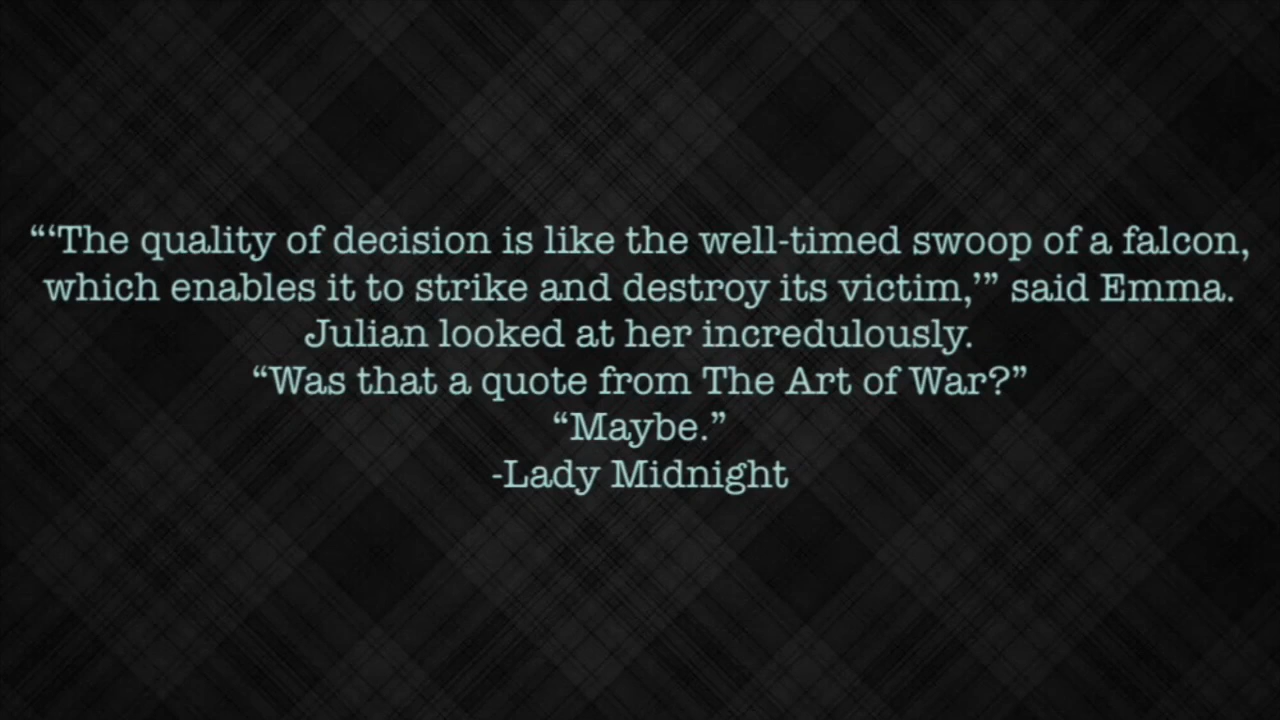 “‘The quality of decision is like the well-timed swoop of a falcon,
which enables it to strike and destroy its victim,’” said Emma.
Julian looked at her incredulously.
“Was that a quote from The Art of War?”
“Maybe.”
-Lady Midnight